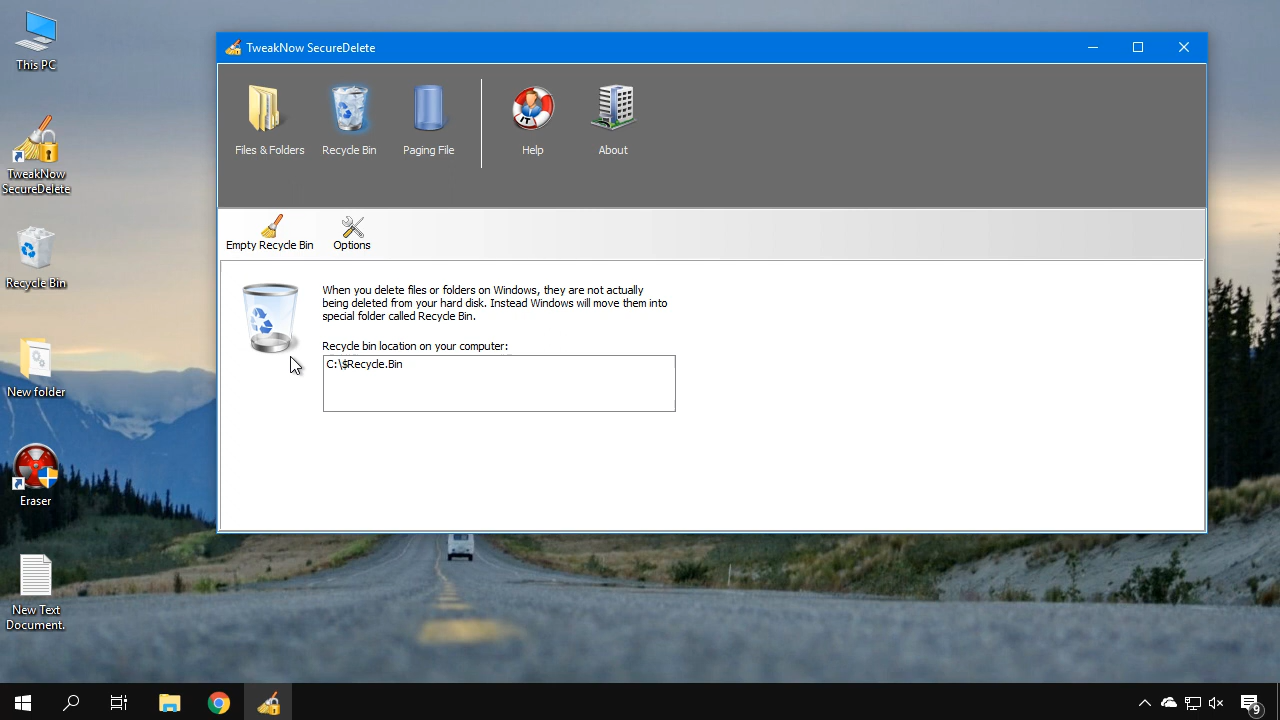 This PC
TweakNow
SecureDelete
Recycle Bin
New folder
Eraser
New Text
Document.
TweakNow SecureDelete
Files & Folders
Recycle Bin
Paging File
IT
Help
About
Empty Recycle Bin
Options
When you delete files or folders on Windows, they are not actually
being deleted from your hard disk. Instead Windows will move them into
special folder called Recycle Bin.
Recycle bin location on your computer:
C:\$Recycle.Bin
9